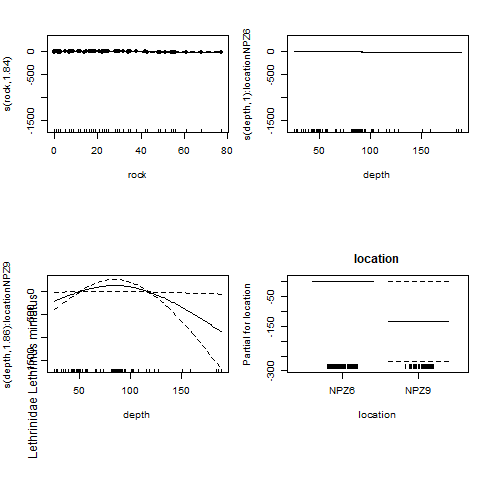 s(rock,1.84)
0
-500
-1500
0 20 40 60 80
rock
s(depth,1):locationNPZ6
0
-500
-1500
50 100 150
depth
s(depth,1.86):locationNPZ9
0
50 100 150
depth
Lethrinidae Lethrinus miniatus
location
Partial for location
-50
-150
-300
NPZ6 NPZ9
location